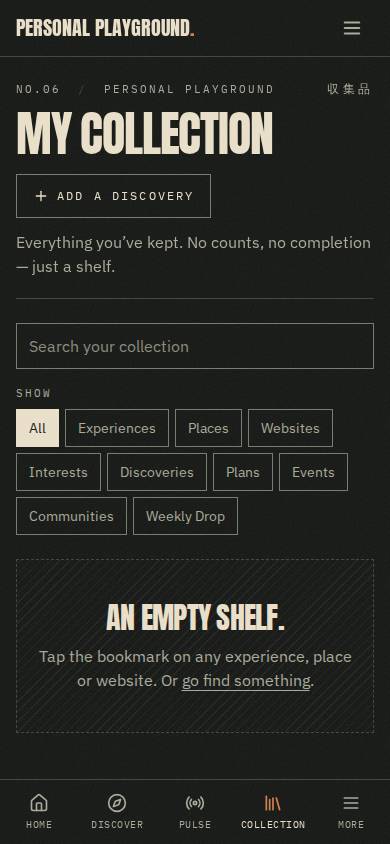 PERSONAL PLAYGROUND.
NO.06 / PERSONAL PLAYGROUND 収集品
MY COLLECTION
+ ADD A DISCOVERY
Everything you’ve kept. No counts, no completion
— just a shelf.
Search your collection
SHOW
All Experiences Places Websites
Interests Discoveries Plans Events
Communities Weekly Drop
AN EMPTY SHELF.
Tap the bookmark on any experience, place
or website. Or go find something.
HOME DISCOVER PULSE COLLECTION MORE